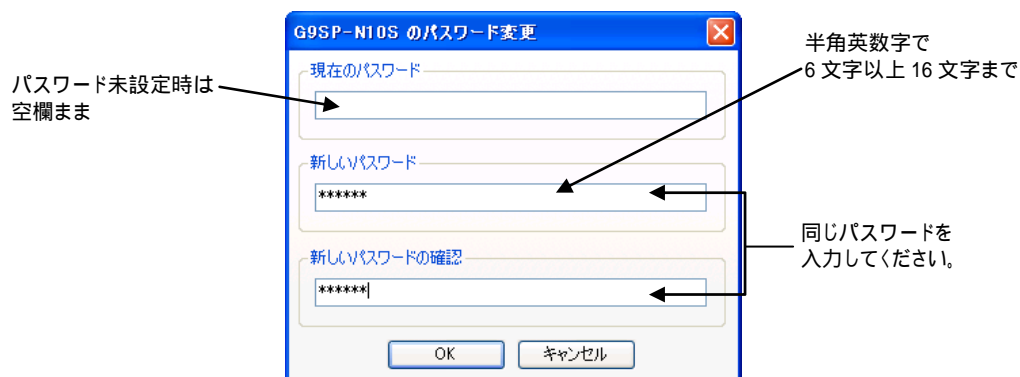 G9SP-N10S のパスワード変更
半角英数字で
6 文字以上 16 文字まで
パスワード未設定時は
空欄まま
現在のパスワード
新しいパスワード
******
同じパスワードを
入力してください。
新しいパスワードの確認
******
OK
キャンセル